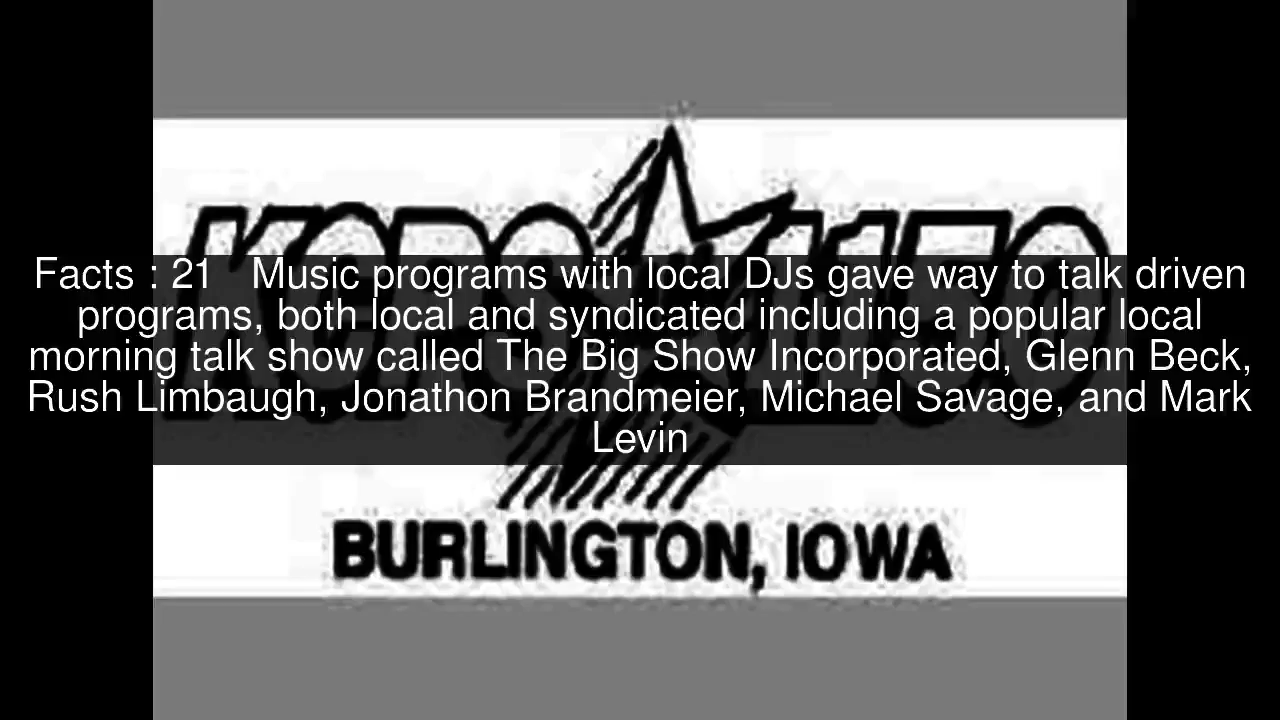 KCPS 1150
Facts : 21 Music programs with local DJs gave way to talk driven
programs, both local and syndicated including a popular local
morning talk show called The Big Show Incorporated, Glenn Beck,
Rush Limbaugh, Jonathon Brandmeier, Michael Savage, and Mark
Levin
BURLINGTON, IOWA